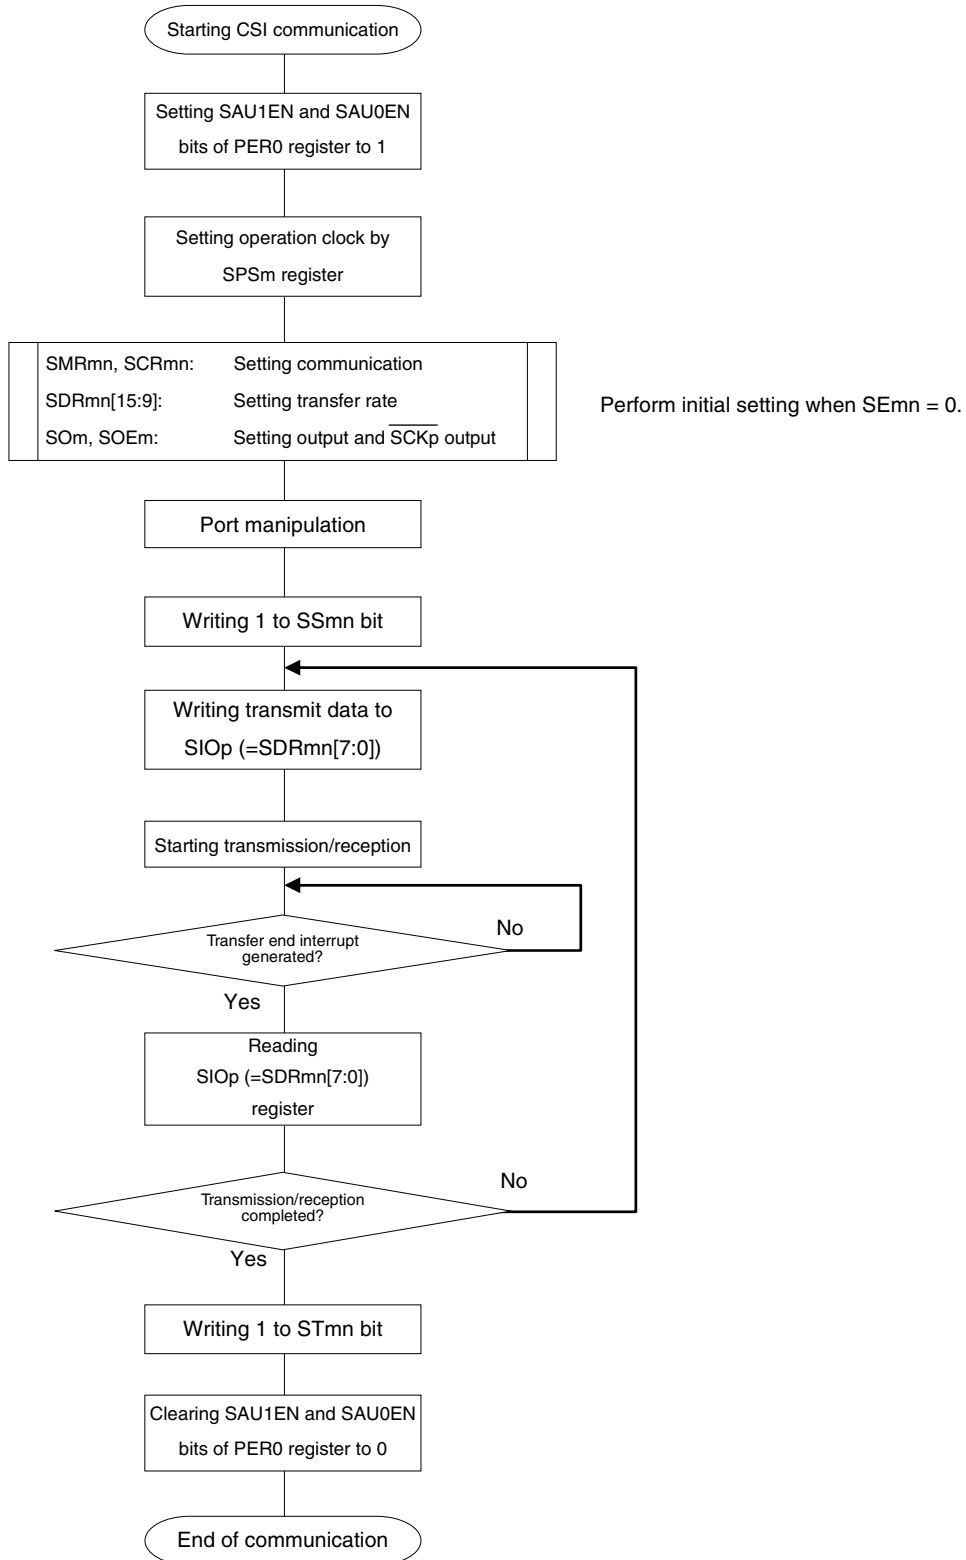 Starting CSI communication
Setting SAU1EN and SAU0EN
bits of PER0 register to 1
Setting operation clock by
SPSm register
SMRmn, SCRmn: Setting communication
SDRmn[15:9]: Setting transfer rate
SOm, SOEm: Setting output and SCKp output
Perform initial setting when SEmn = 0.
Port manipulation
Writing 1 to SSmn bit
Writing transmit data to
SIOp (=SDRmn[7:0])
Starting transmission/reception
No
Transfer end interrupt
generated?
Yes
Reading
SIOp (=SDRmn[7:0])
register
No
Transmission/reception
completed?
Yes
Writing 1 to STmn bit
Clearing SAU1EN and SAU0EN
bits of PER0 register to 0
End of communication